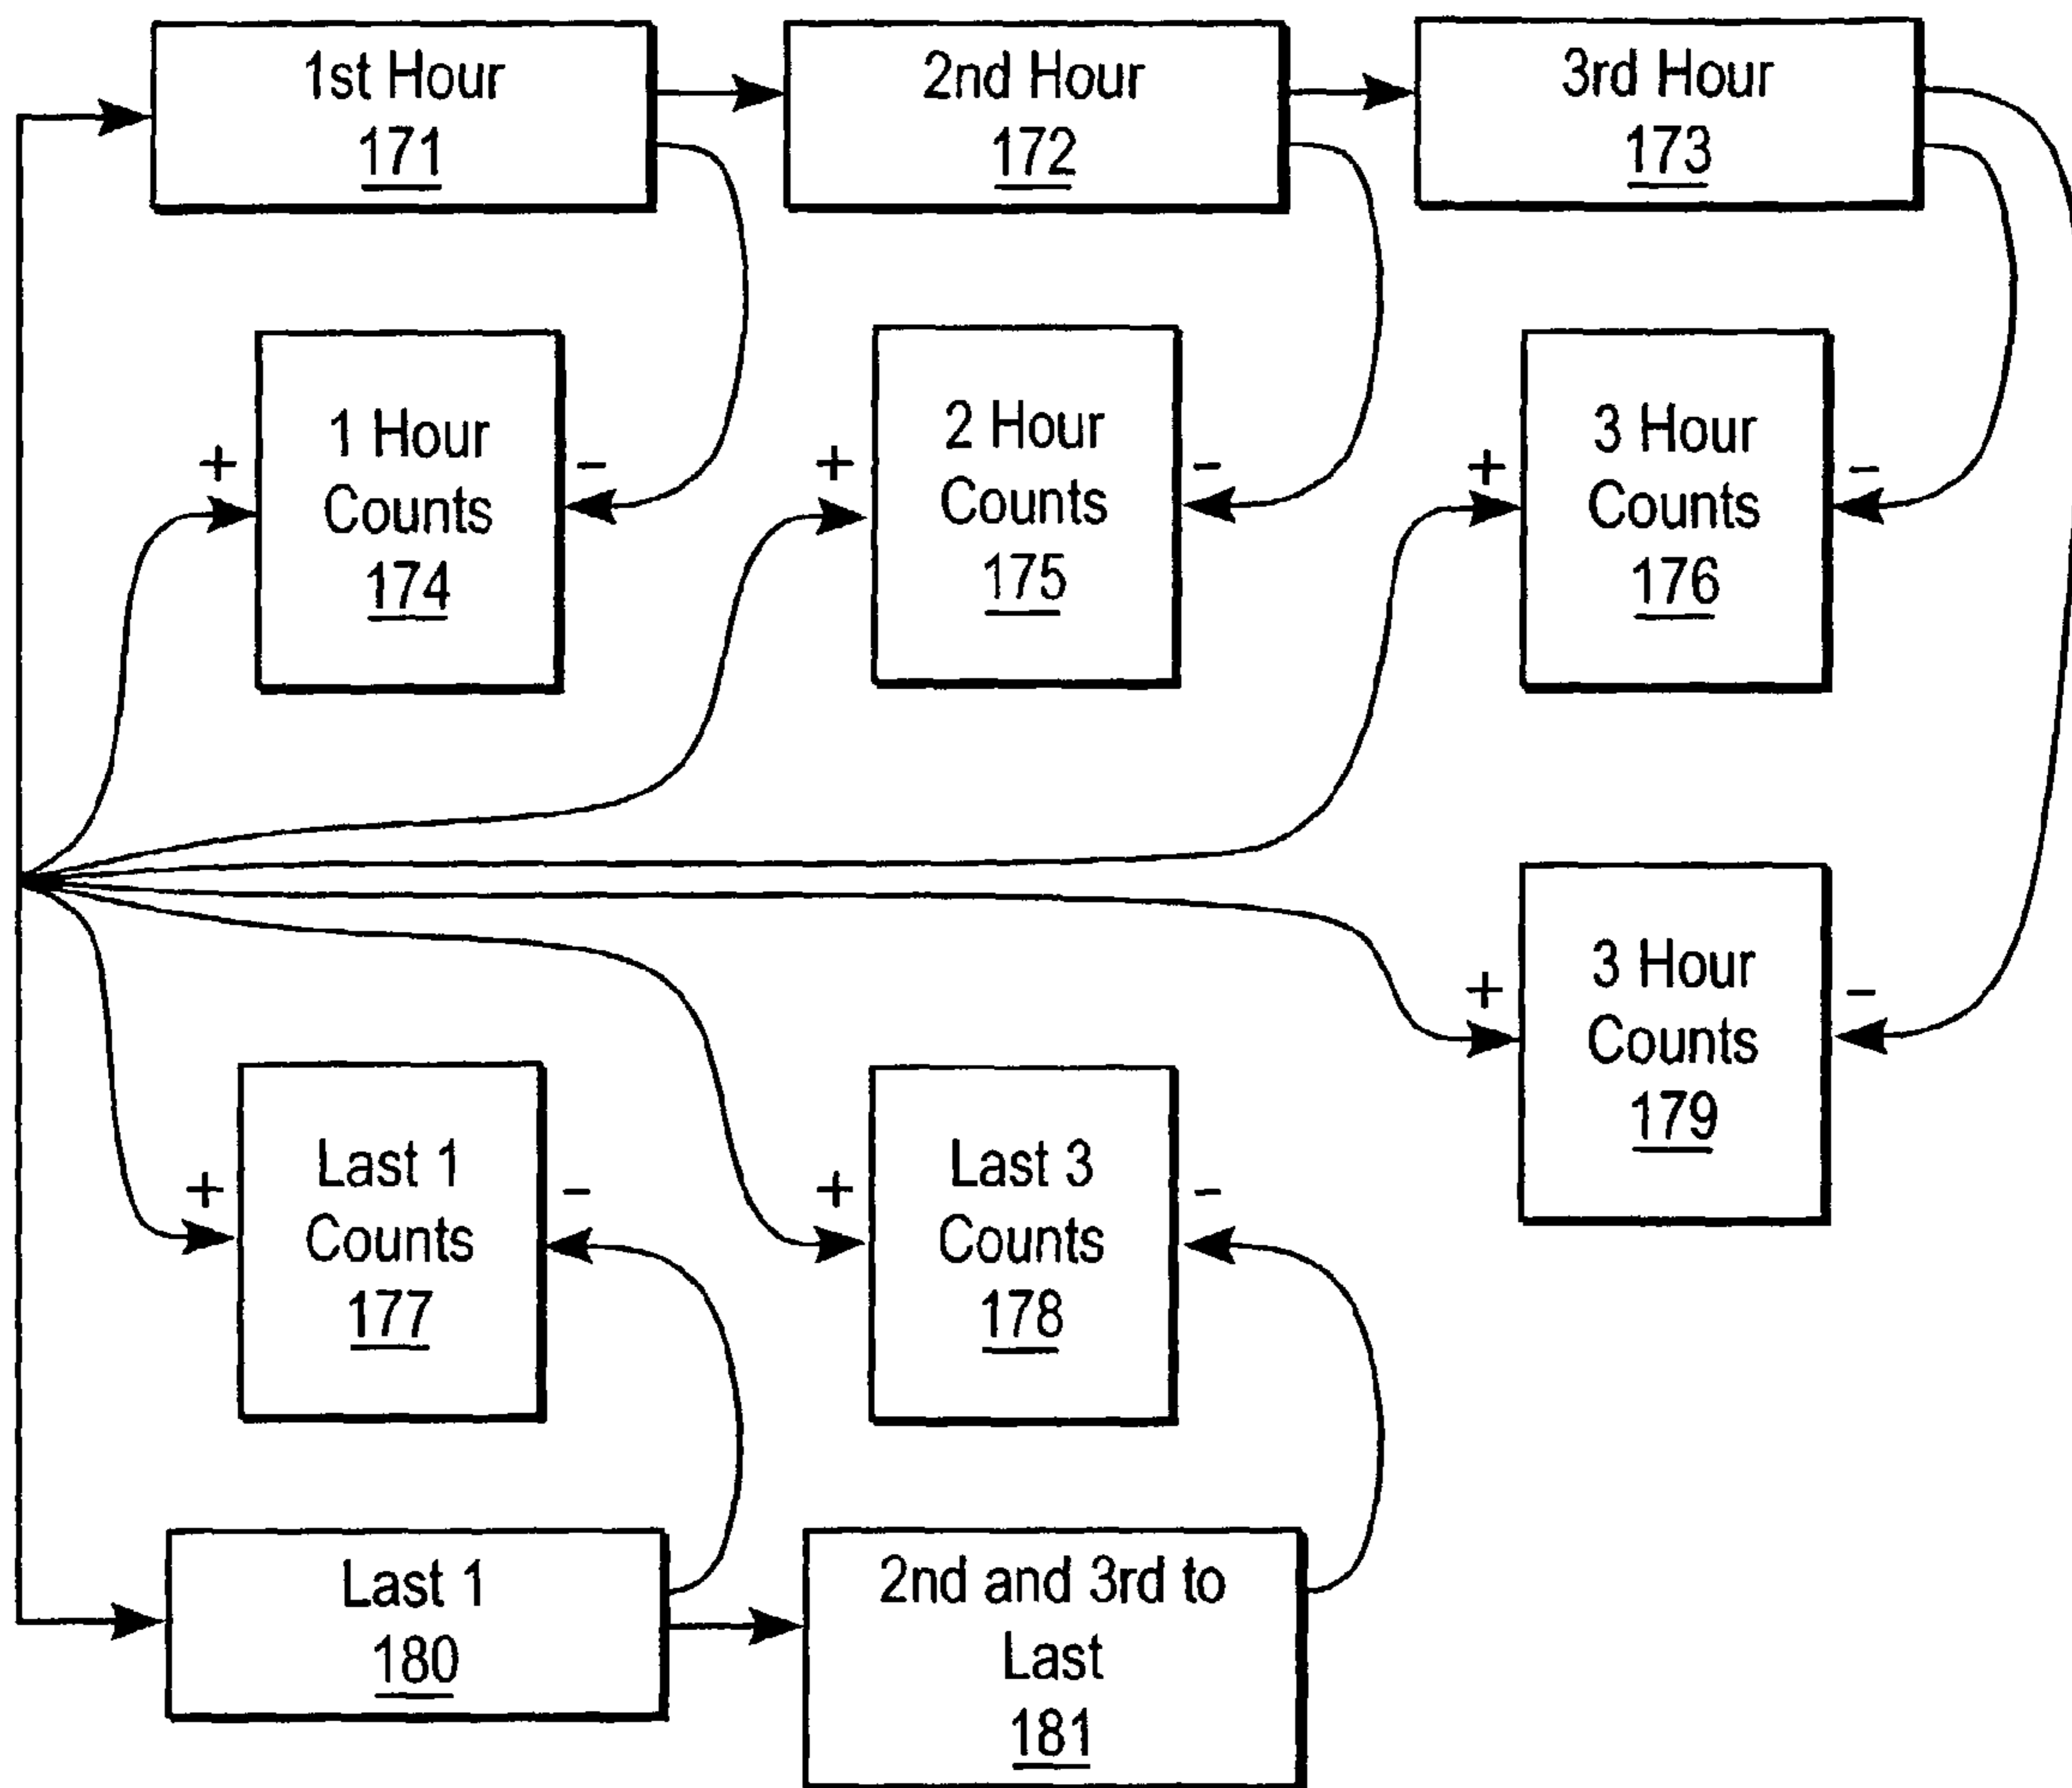 1st Hour
171
2nd Hour
172
3rd Hour
173
+
1 Hour
Counts
174
-
+
2 Hour
Counts
175
-
+
3 Hour
Counts
176
-
+
3 Hour
Counts
179
-
+
Last 1
Counts
177
-
+
Last 3
Counts
178
-
Last 1
180
2nd and 3rd to
Last
181